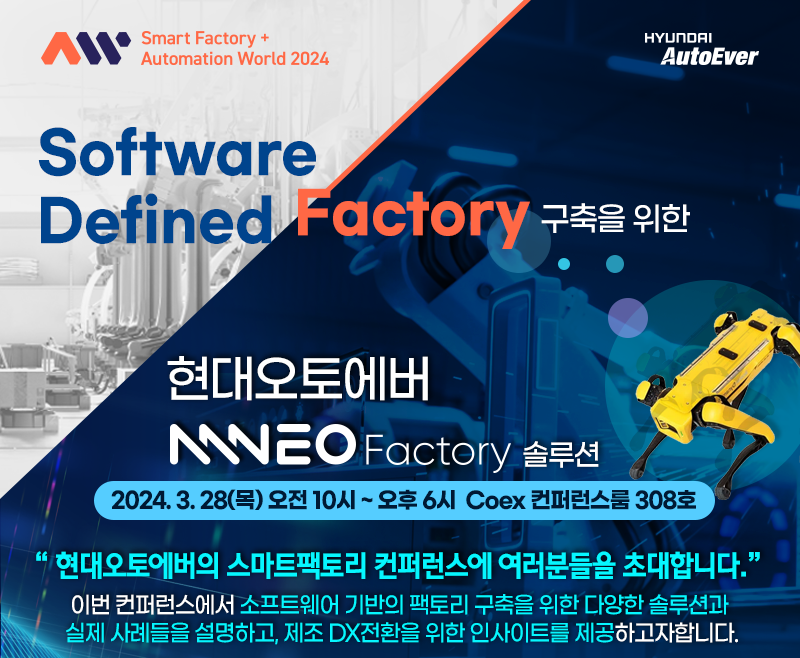 Smart Factory +
Automation World 2024
HYUNDAI
AutoEver
Software
Defined Factory 구축을 위한
현대오토에버
NEO Factory 솔루션
2024. 3. 28(목) 오전 10시 ~ 오후 6시 Coex 컨퍼런스룸 308호
“ 현대오토에버의 스마트팩토리 컨퍼런스에 여러분들을 초대합니다.”
이번 컨퍼런스에서 소프트웨어 기반의 팩토리 구축을 위한 다양한 솔루션과
실제 사례들을 설명하고, 제조 DX전환을 위한 인사이트를 제공하고자합니다.